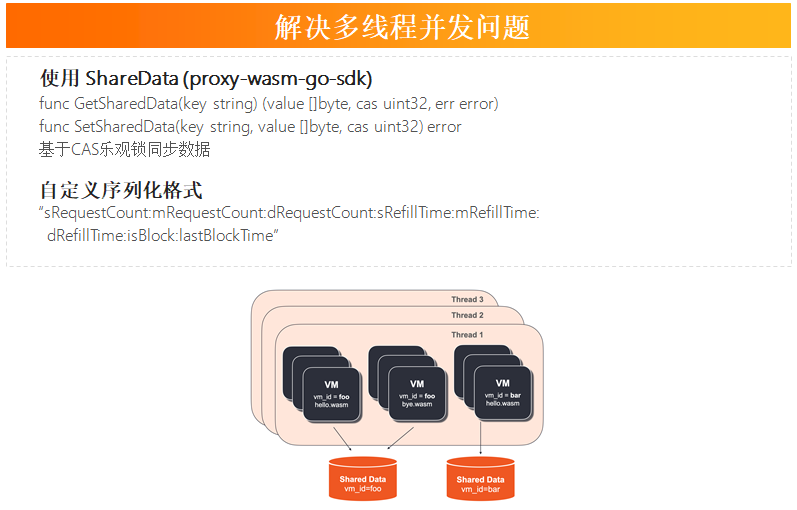 解决多线程并发问题
使用 ShareData (proxy-wasm-go-sdk)
func GetSharedData(key string) (value []byte, cas uint32, err error)
func SetSharedData(key string, value []byte, cas uint32) error
基于CAS乐观锁同步数据
自定义序列化格式
“sRequestCount:mRequestCount:dRequestCount:sRefillTime:mRefillTime:
dRefillTime:isBlock:lastBlockTime”
Thread 3
Thread 2
Thread 1
VM
vm_id = foo
hello.wasm
VM
vm_id = foo
bye.wasm
VM
vm_id = bar
hello.wasm
Shared Data
vm_id=foo
Shared Data
vm_id=bar